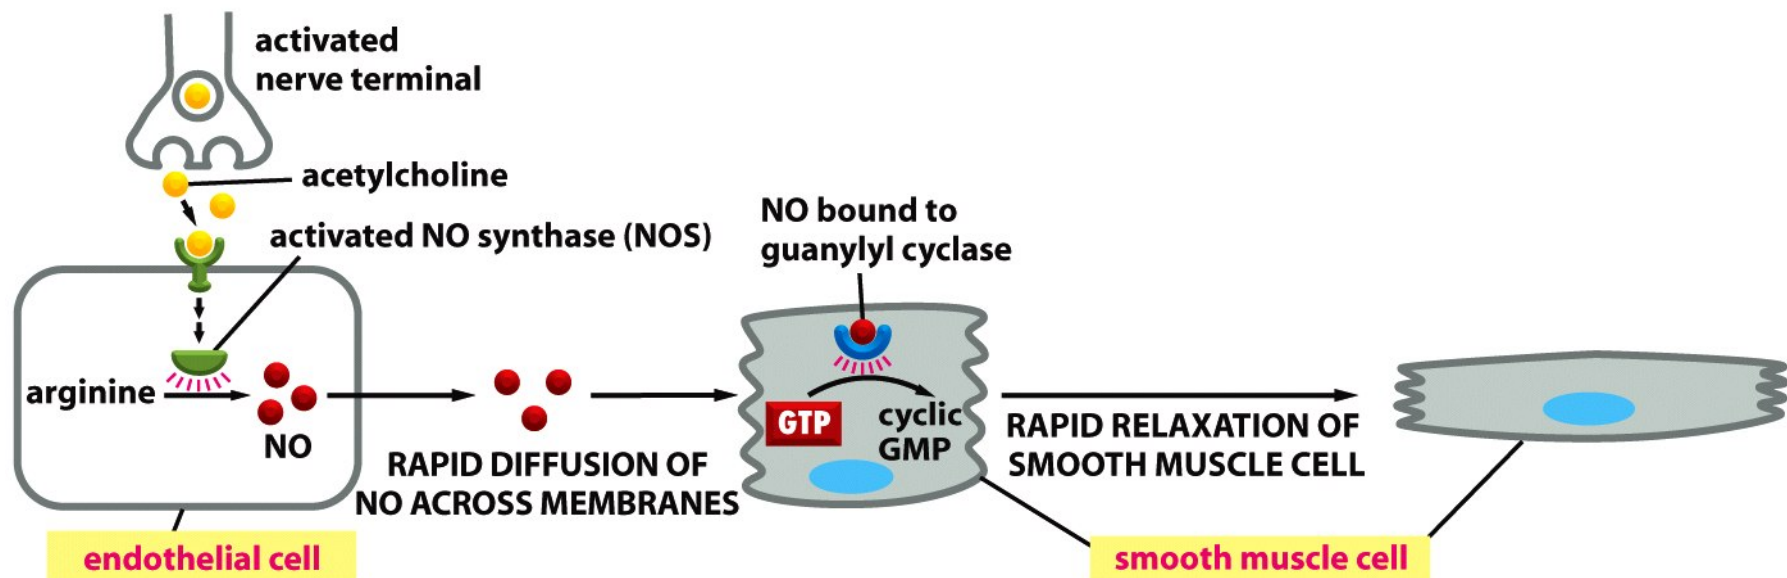 activated
nerve terminal
acetylcholine
activated NO synthase (NOS)
arginine
NO
endothelial cell
RAPID DIFFUSION OF
NO ACROSS MEMBRANES
NO bound to
guanylyl cyclase
GTP
cyclic
GMP
RAPID RELAXATION OF
SMOOTH MUSCLE CELL
smooth muscle cell